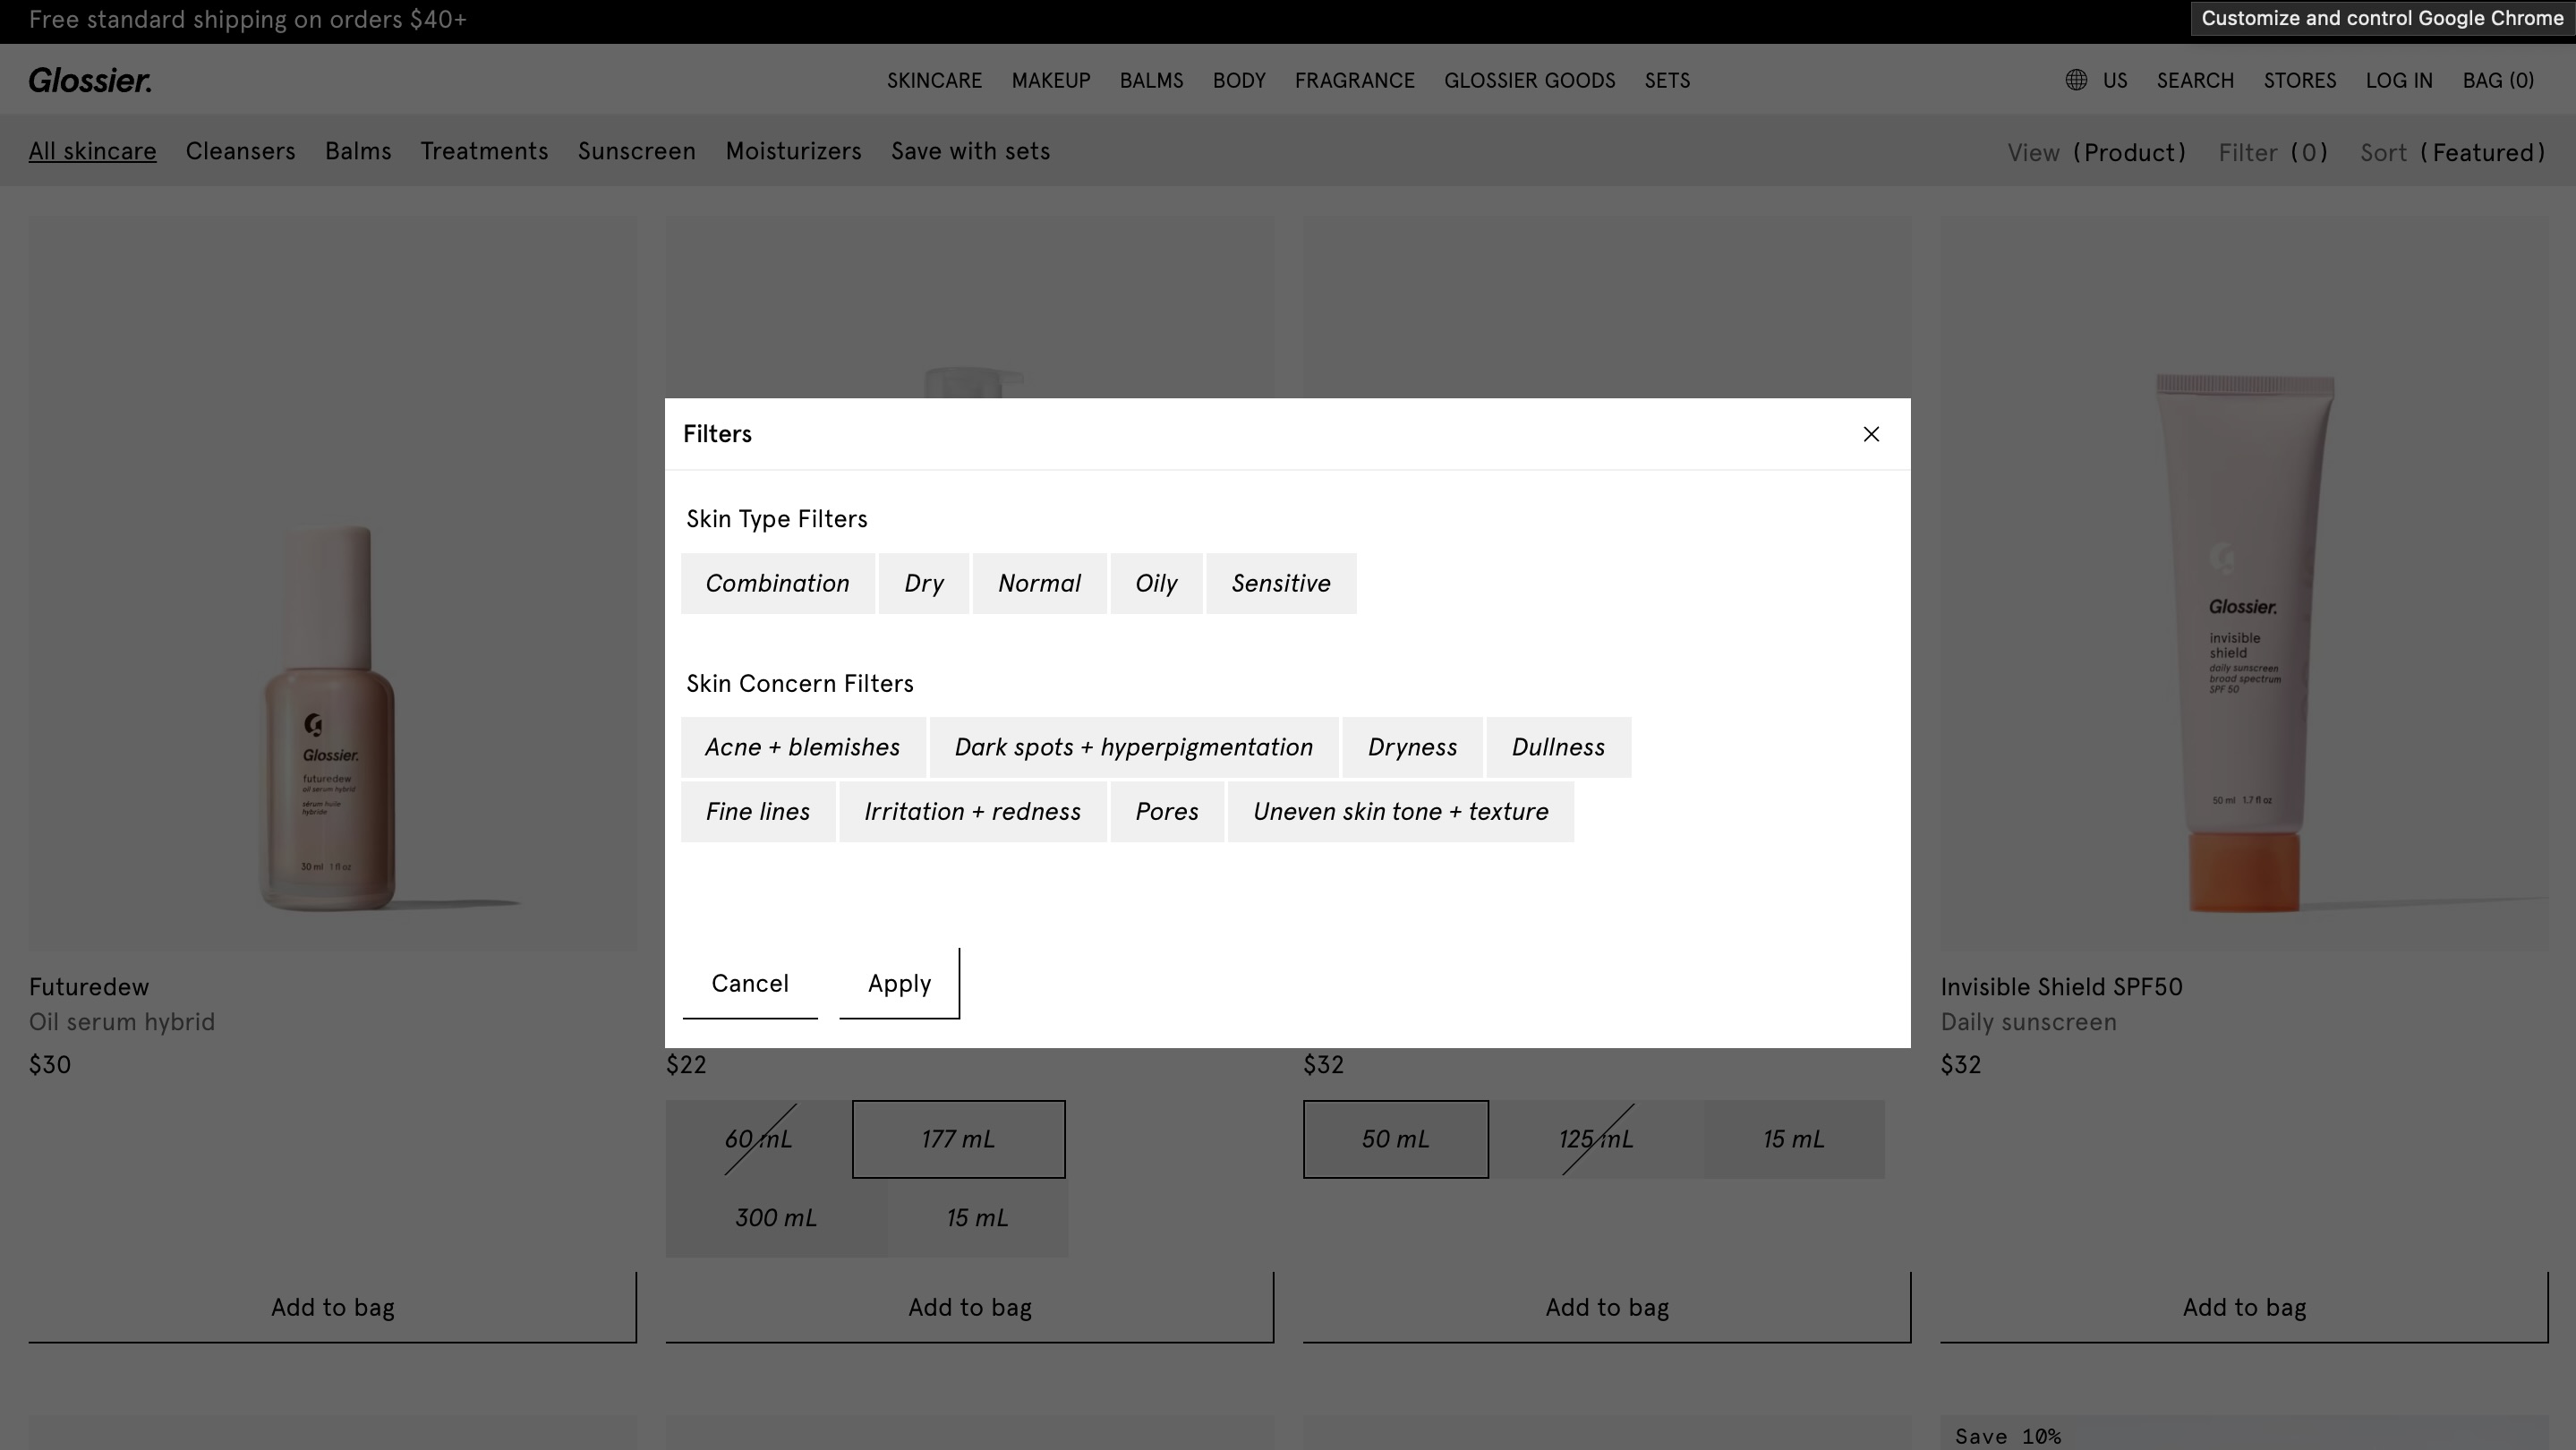 Free standard shipping on orders $40+
Customize and control Google Chrome
Glossier.
SKINCARE MAKEUP BALMS BODY FRAGRANCE GLOSSIER GOODS SETS
US SEARCH STORES LOG IN BAG (0)
All skincare Cleansers Balms Treatments Sunscreen Moisturizers Save with sets
View (Product) Filter (0) Sort (Featured)
Filters
Skin Type Filters
Combination Dry Normal Oily Sensitive
Skin Concern Filters
Acne + blemishes Dark spots + hyperpigmentation Dryness Dullness
Fine lines Irritation + redness Pores Uneven skin tone + texture
Cancel Apply
Glossier.
futuredew
oil serum hybrid
sérum huile
hybride
30 ml 1 fl oz
Glossier.
invisible
shield
daily sunscreen
broad spectrum
SPF 50
50 ml 1.7 fl oz
Futuredew
Oil serum hybrid
$30
$22
60 mL 177 mL
300 mL 15 mL
$32
50 mL 125 mL 15 mL
Invisible Shield SPF50
Daily sunscreen
$32
Add to bag Add to bag Add to bag Add to bag
Save 10%